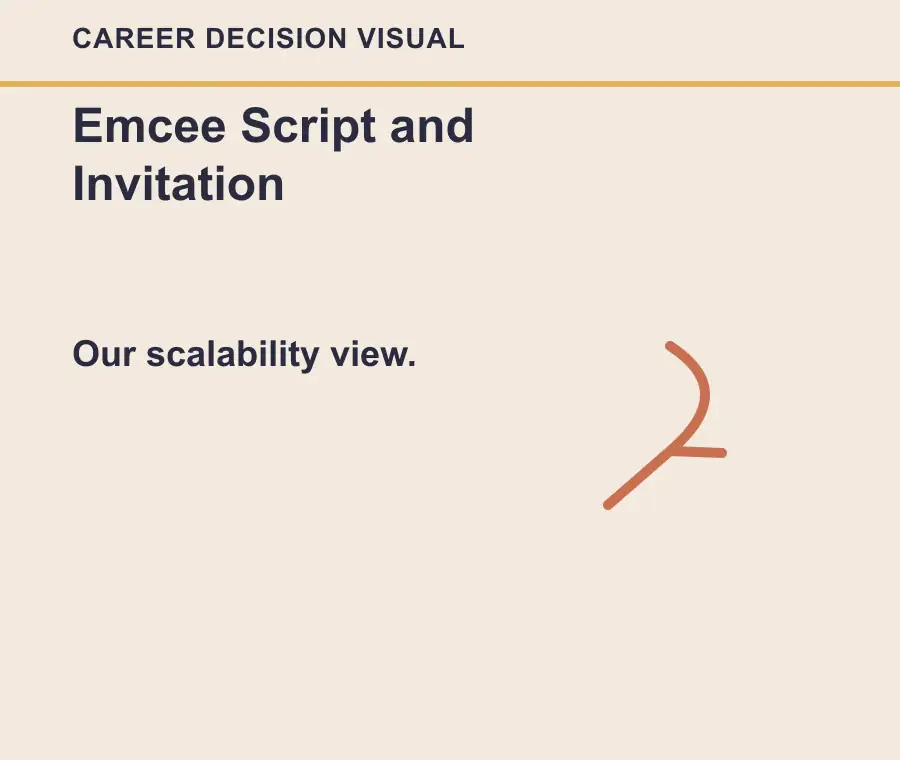 CAREER DECISION VISUAL
Emcee Script and
Invitation
Our scalability view.